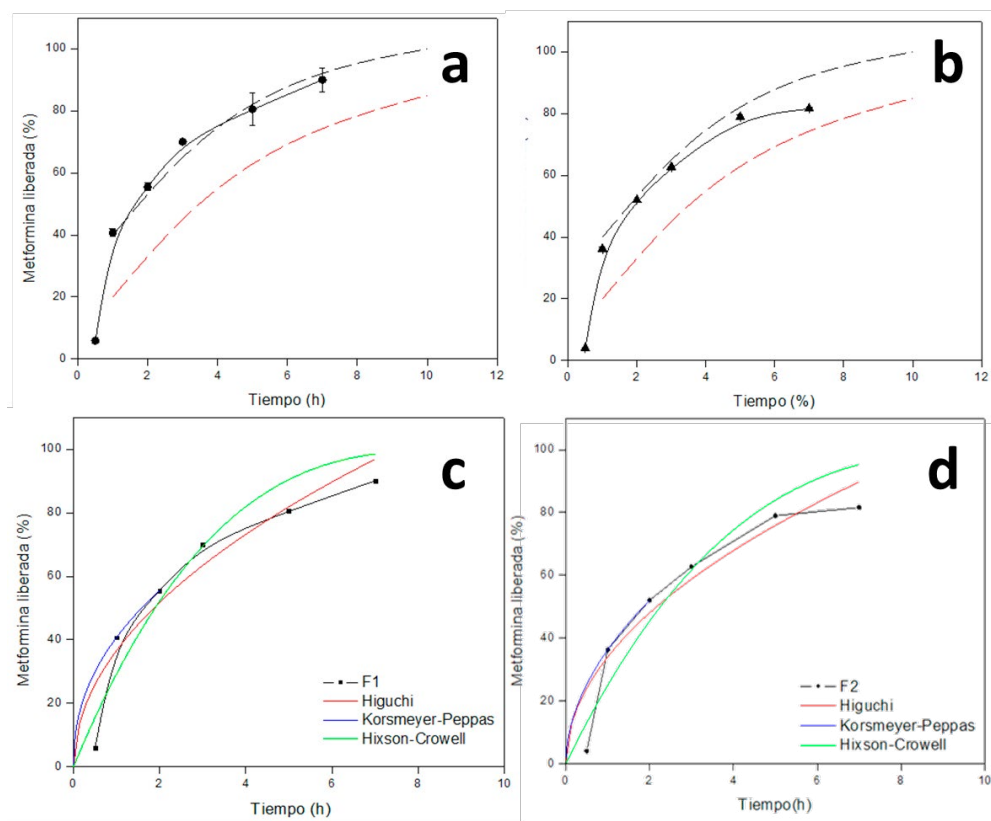 a
100
80
60
40
20
0
Metformina liberada (%)
0 2 4 6 8 10 12
Tiempo (h)
b
100
80
60
40
20
0
0 2 4 6 8 10 12
Tiempo (%)
c
100
80
60
40
20
0
Metformina liberada (%)
F1
Higuchi
Korsmeyer-Peppas
Hixson-Crowell
0 2 4 6 8 10
Tiempo (h)
d
100
80
60
40
20
0
Metformina liberada (%)
F2
Higuchi
Korsmeyer-Peppas
Hixson-Crowell
0 2 4 6 8 10
Tiempo(h)